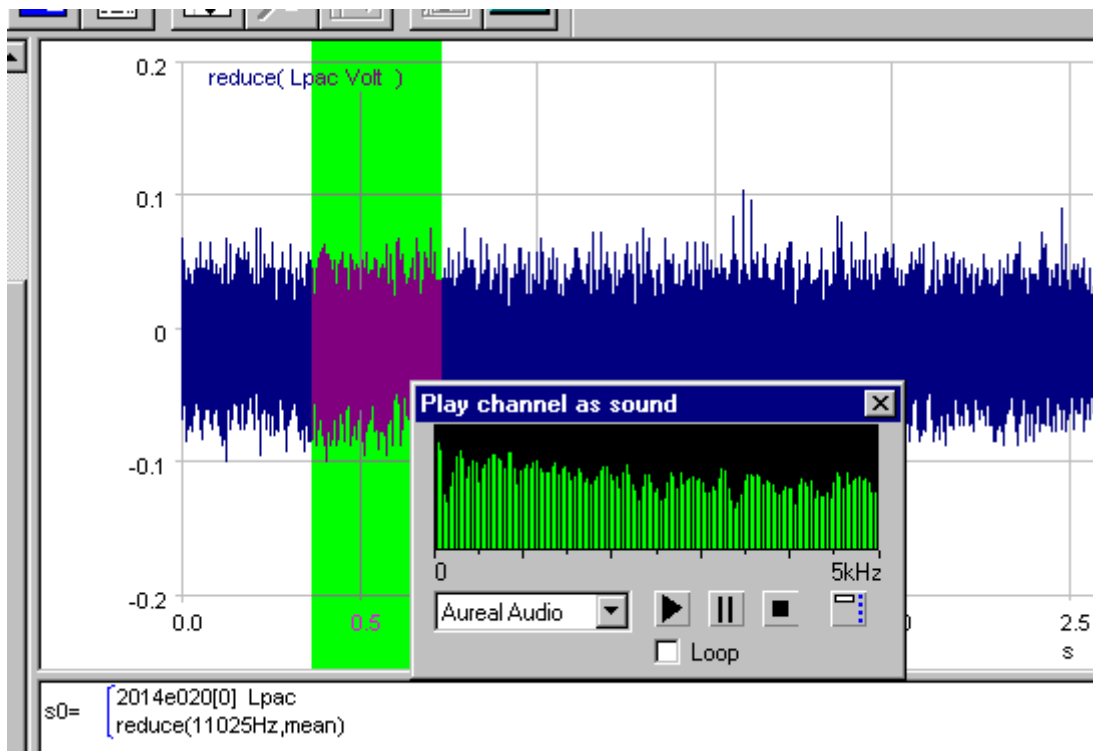 0.2
reduce( Lpac Volt )
0.1
0
-0.1
-0.2
0.0
0.5
2.5
s
Play channel as sound
0
5kHz
Aureal Audio
Loop
s0=
2014e020[0] Lpac
reduce(11025Hz,mean)